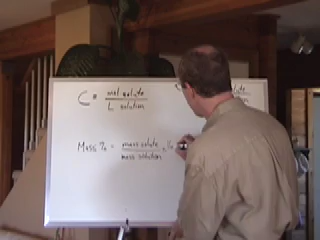 C = mol solute
L solution
Mass % = mass solute x
mass solution